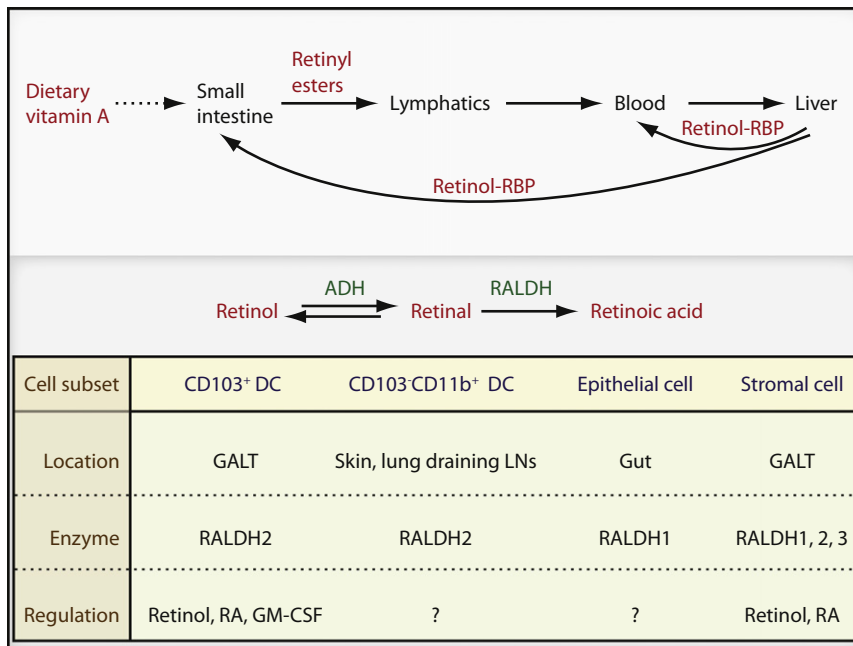 Dietary vitamin A
Small intestine
Retinyl esters
Lymphatics
Blood
Liver
Retinol-RBP
Retinol-RBP
ADH
RALDH
Retinol
Retinal
Retinoic acid
Cell subset CD103⁺ DC CD103⁻CD11b⁺ DC Epithelial cell Stromal cell
Location GALT Skin, lung draining LNs Gut GALT
Enzyme RALDH2 RALDH2 RALDH1 RALDH1, 2, 3
Regulation Retinol, RA, GM-CSF ? ? Retinol, RA